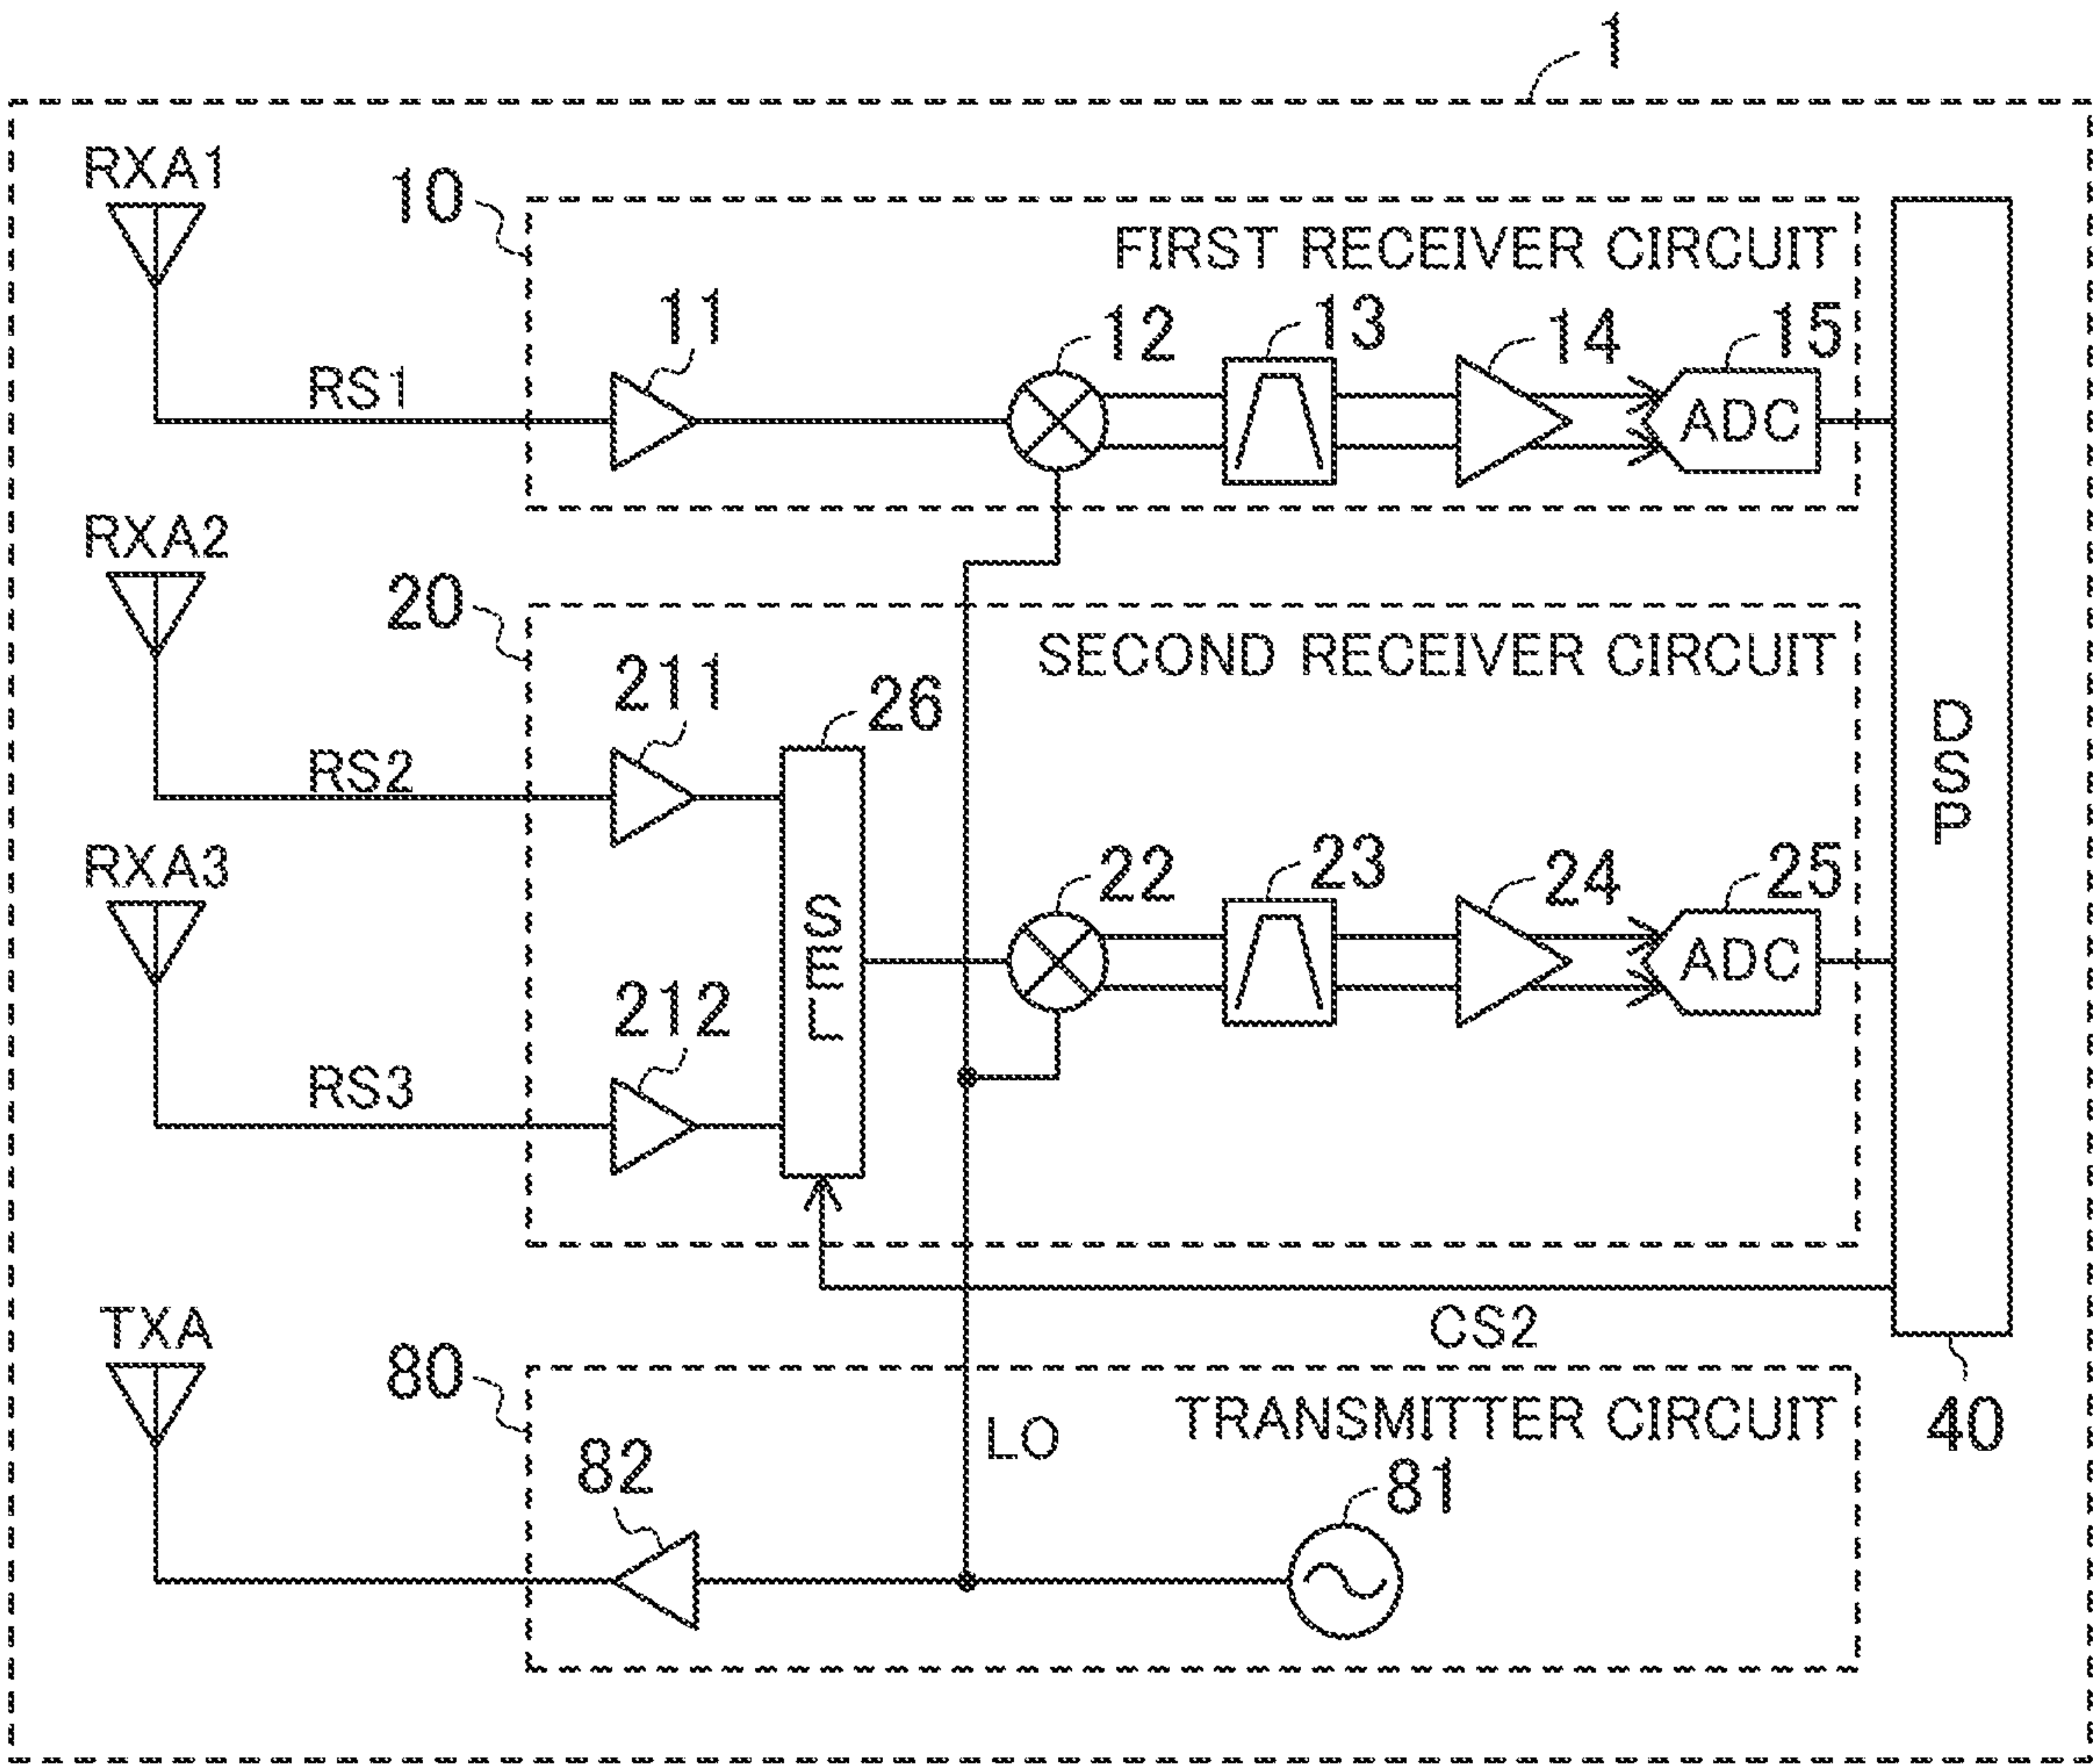 1
RXA1
10
FIRST RECEIVER CIRCUIT
11
12
13
14
15
RS1
ADC
RXA2
20
SECOND RECEIVER CIRCUIT
211
26
RS2
DSP
RXA3
22
23
24
25
SEL
ADC
212
RS3
CS2
TXA
80
TRANSMITTER CIRCUIT
40
LO
82
81